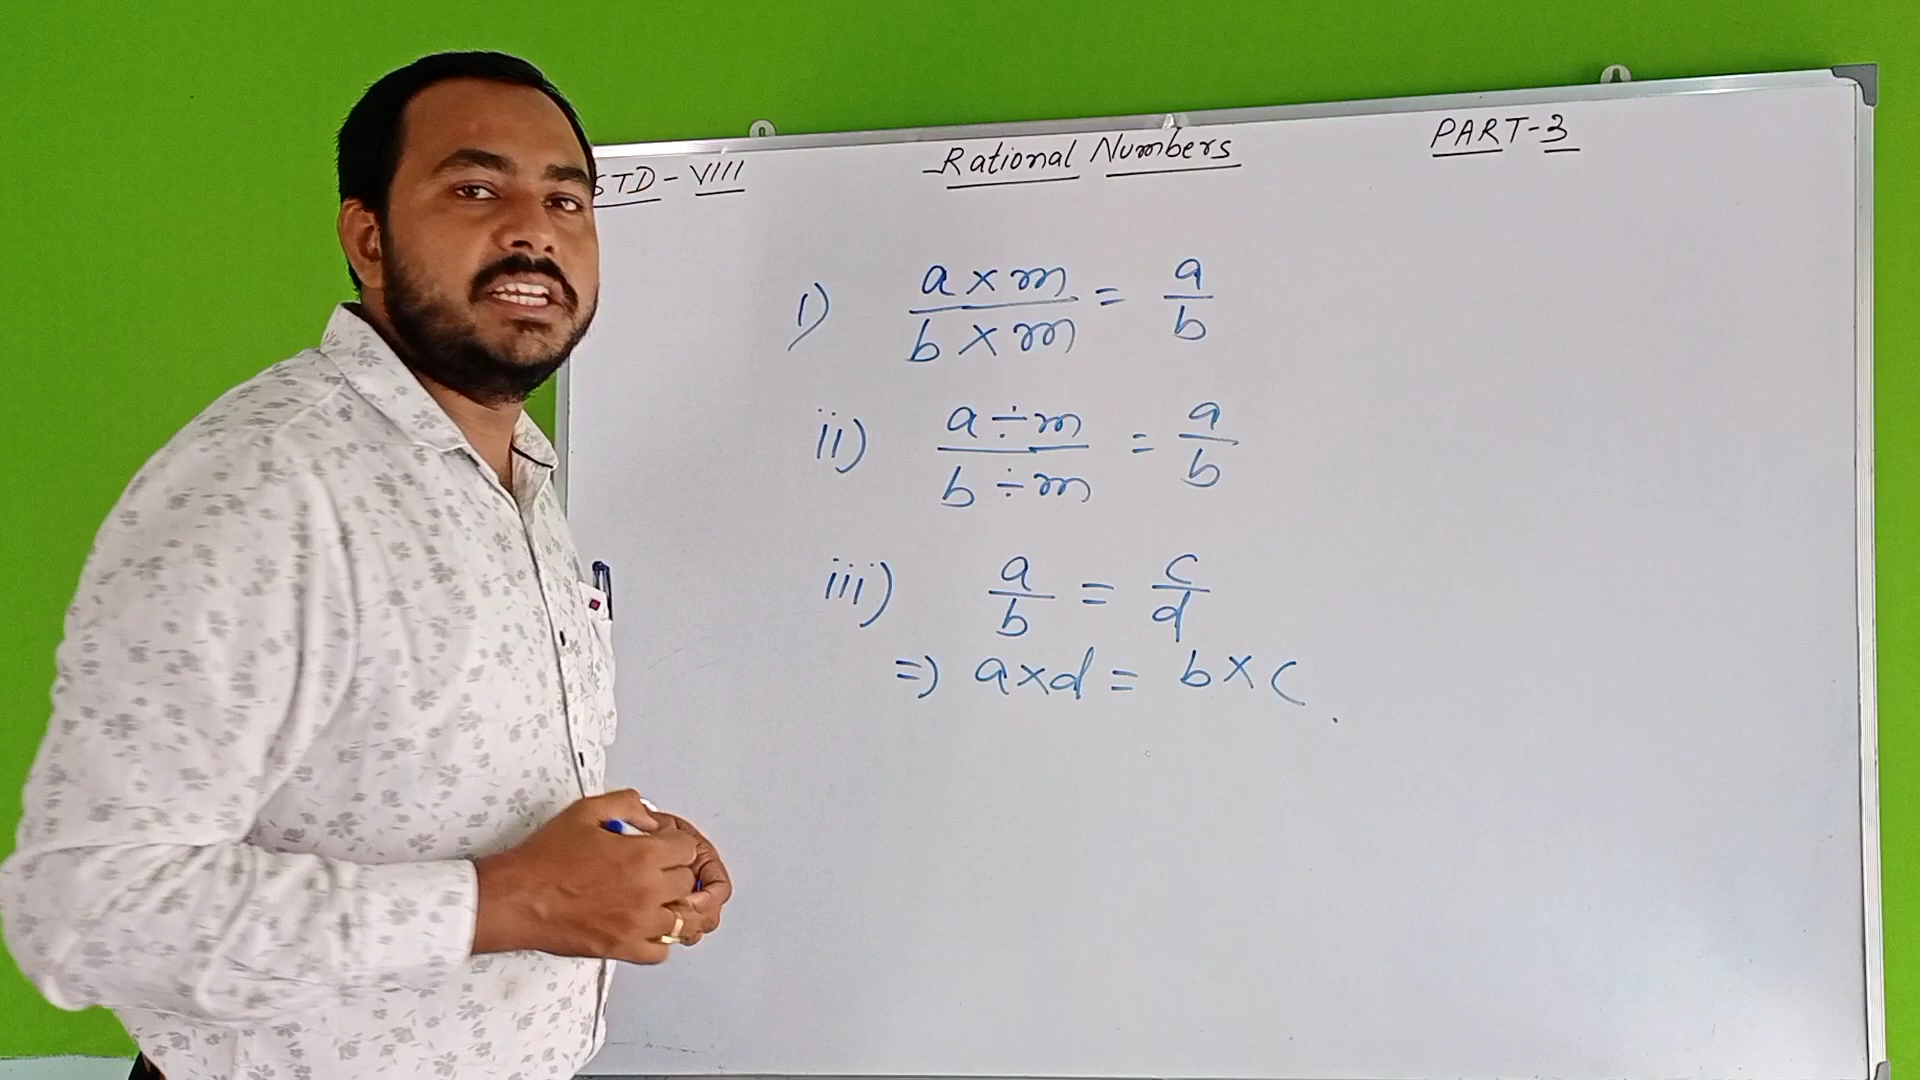 STD - VIII Rational Numbers PART-3
i) a × m / b × m = a / b
ii) a ÷ m / b ÷ m = a / b
iii) a / b = c / d
=) a×d = b×c.